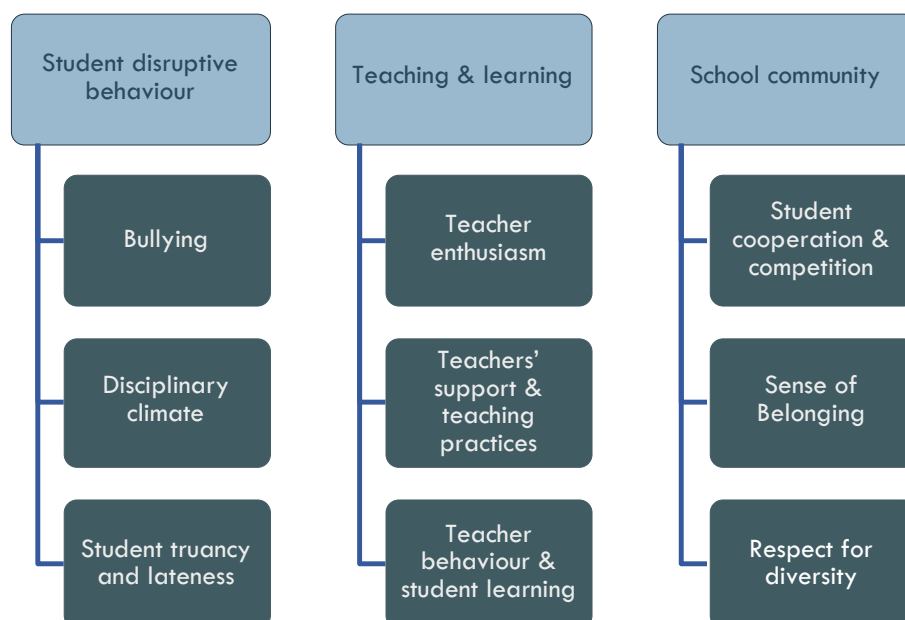 Student disruptive
behaviour
Bullying
Disciplinary
climate
Student truancy
and lateness
Teaching & learning
Teacher
enthusiasm
Teachers’
support &
teaching
practices
Teacher
behaviour &
student learning
School community
Student
cooperation &
competition
Sense of
Belonging
Respect for
diversity